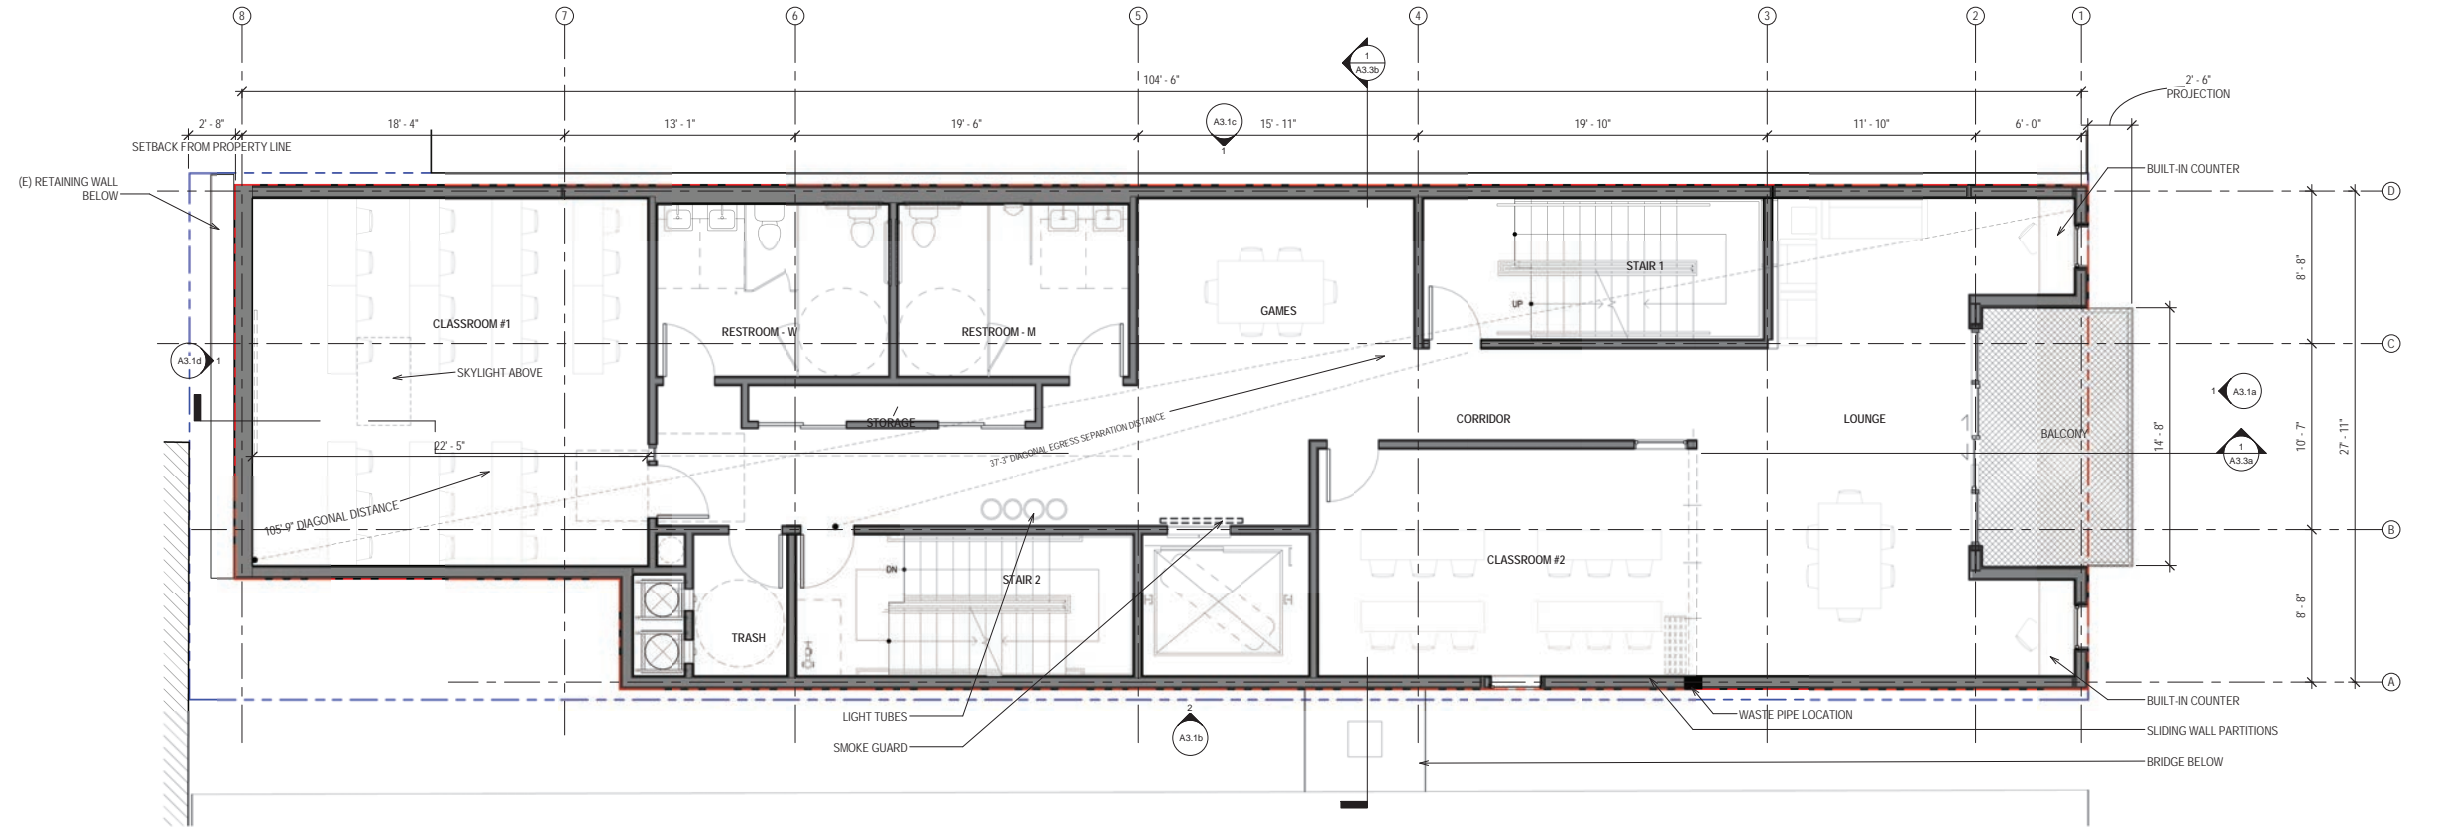 8
7
6
5
4
3
2
1
1
A3.3b
104' - 6"
2' - 6"
PROJECTION
2' - 8"
18' - 4"
13' - 1"
19' - 6"
A3.1c
1
15' - 11"
19' - 10"
11' - 10"
6' - 0"
SETBACK FROM PROPERTY LINE
(E) RETAINING WALL
BELOW
BUILT-IN COUNTER
D
8' - 8"
STAIR 1
UP
GAMES
CLASSROOM #1
RESTROOM - W
RESTROOM - M
C
A3.1d
1
SKYLIGHT ABOVE
1
A3.1a
STORAGE
CORRIDOR
LOUNGE
BALCONY
14' - 8"
10' - 7"
27' - 11"
22' - 5"
37'-3" DIAGONAL EGRESS SEPARATION DISTANCE
1
A3.3a
105'-9" DIAGONAL DISTANCE
B
CLASSROOM #2
DN
STAIR 2
8' - 8"
TRASH
A
BUILT-IN COUNTER
LIGHT TUBES
2
A3.1b
WASTE PIPE LOCATION
SLIDING WALL PARTITIONS
SMOKE GUARD
BRIDGE BELOW